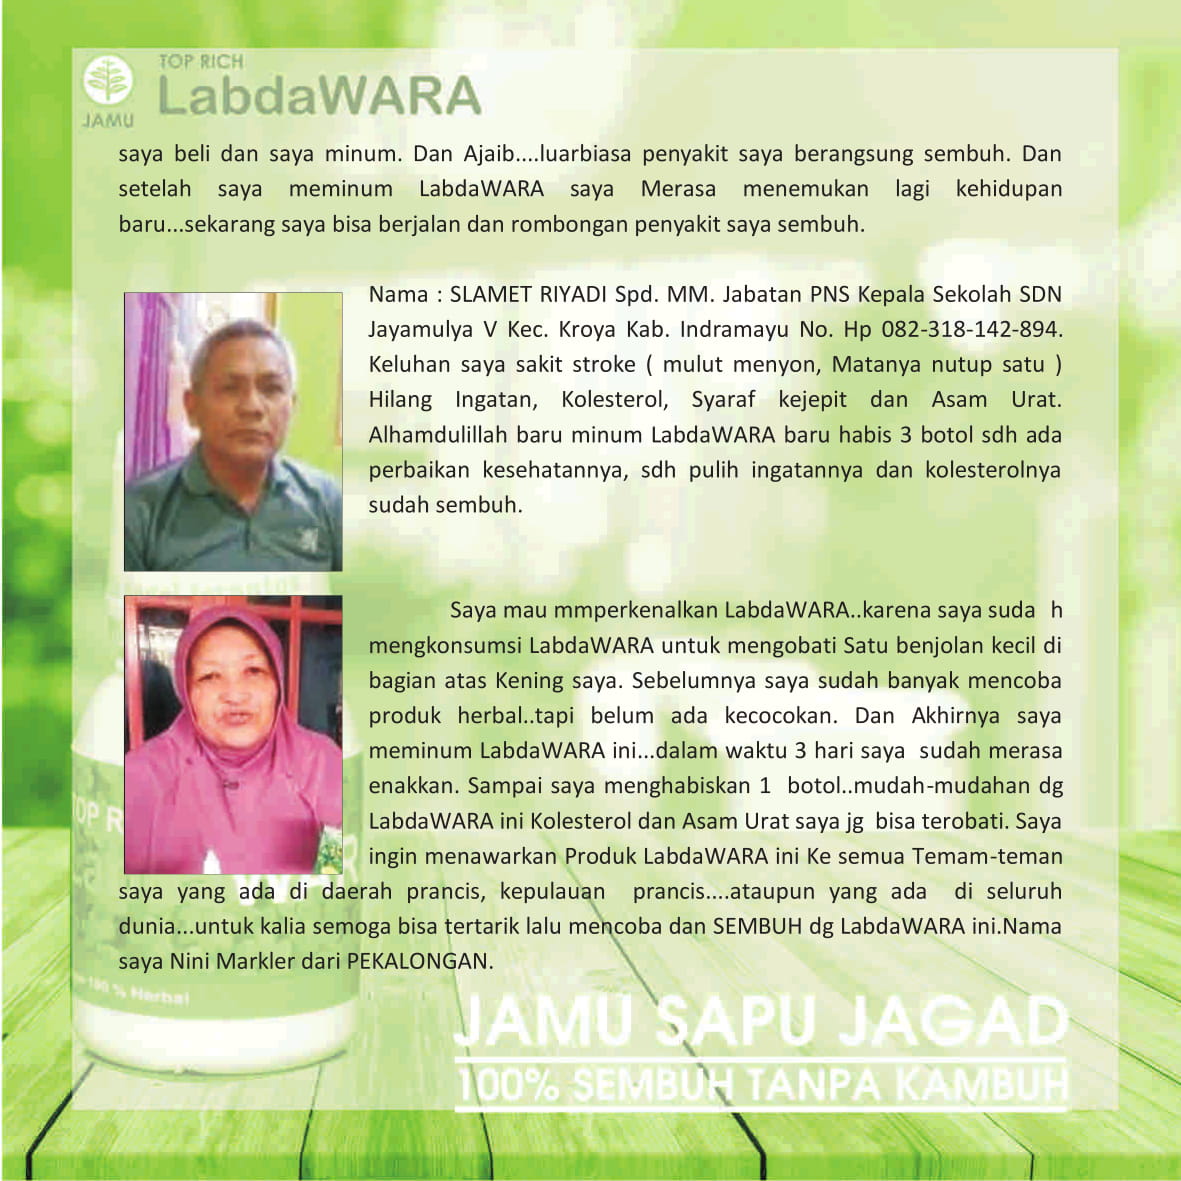 TOP RICH
LabdaWARA
JAMU
saya beli dan saya minum. Dan Ajaib....luarbiasa penyakit saya berangsung sembuh. Dan
setelah saya meminum LabdaWARA saya Merasa menemukan lagi kehidupan
baru...sekarang saya bisa berjalan dan rombongan penyakit saya sembuh.
Nama : SLAMET RIYADI Spd. MM. Jabatan PNS Kepala Sekolah SDN
Jayamulya V Kec. Kroya Kab. Indramayu No. Hp 082-318-142-894.
Keluhan saya sakit stroke ( mulut menyon, Matanya nutup satu )
Hilang Ingatan, Kolesterol, Syaraf kejepit dan Asam Urat.
Alhamdulillah baru minum LabdaWARA baru habis 3 botol sdh ada
perbaikan kesehatannya, sdh pulih ingatannya dan kolesterolnya
sudah sembuh.
Saya mau mmperkenalkan LabdaWARA..karena saya suda h
mengkonsumsi LabdaWARA untuk mengobati Satu benjolan kecil di
bagian atas Kening saya. Sebelumnya saya sudah banyak mencoba
produk herbal..tapi belum ada kecocokan. Dan Akhirnya saya
meminum LabdaWARA ini...dalam waktu 3 hari saya sudah merasa
enakkan. Sampai saya menghabiskan 1 botol..mudah-mudahan dg
LabdaWARA ini Kolesterol dan Asam Urat saya jg bisa terobati. Saya
ingin menawarkan Produk LabdaWARA ini Ke semua Temam-teman
saya yang ada di daerah prancis, kepulauan prancis....ataupun yang ada di seluruh
dunia...untuk kalia semoga bisa tertarik lalu mencoba dan SEMBUH dg LabdaWARA ini.Nama
saya Nini Markler dari PEKALONGAN.
100 % Herbal
JAMU SAPU JAGAD
100% SEMBUH TANPA KAMBUH